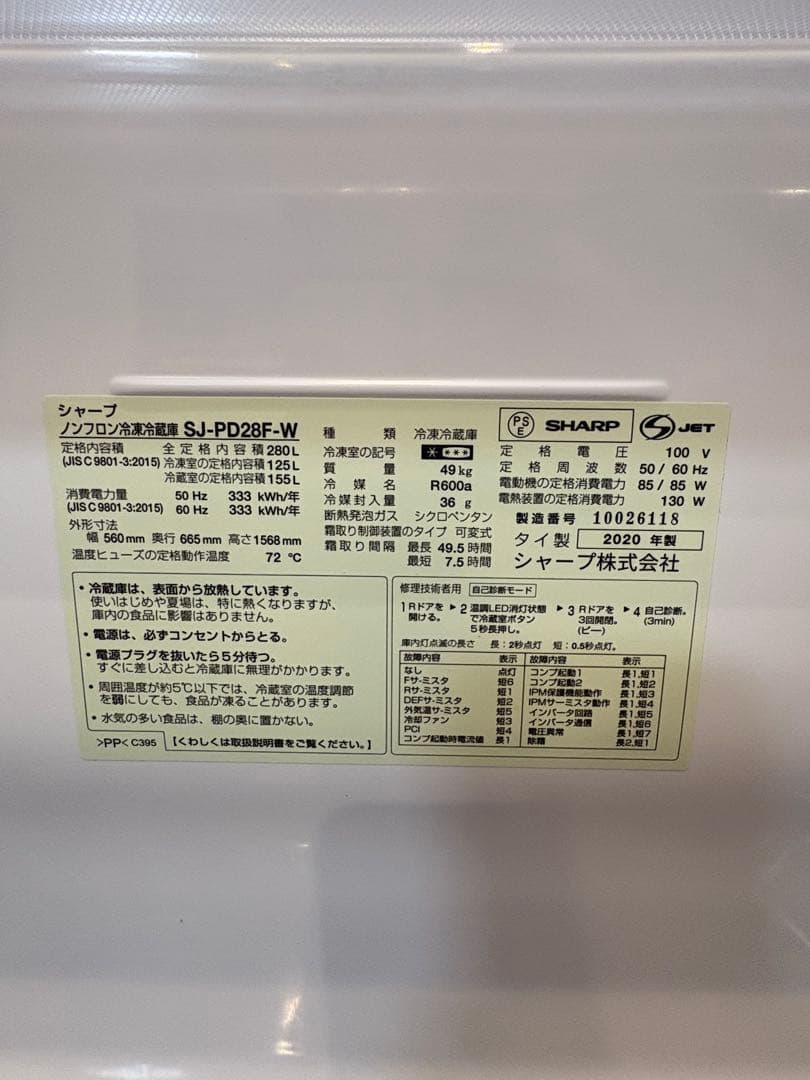 シャープ
ノンフロン冷凍冷蔵庫 SJ-PD28F-W
定格内容積 全定格内容積 280L
(JIS C 9801-3:2015) 冷凍室の定格内容積 125L
冷蔵室の定格内容積 155L
消費電力量 50 Hz 333 kWh/年
(JIS C 9801-3:2015) 60 Hz 333 kWh/年
外形寸法
幅 560mm 奥行 665mm 高さ 1568mm
温度ヒューズの定格動作温度 72 ℃
種類 冷凍冷蔵庫
冷凍室の記号
質量 49kg
冷媒名 R600a
冷媒封入量 36 g
断熱発泡ガス シクロペンタン
霜取り制御装置のタイプ 可変式
霜取り間隔 最長 49.5時間
最短 7.5時間
PSE SHARP JET
定格電圧 100 V
定格周波数 50/60 Hz
電動機の定格消費電力 85/85 W
電熱装置の定格消費電力 130 W
製造番号 10026118
タイ製 2020 年製
シャープ株式会社
・冷蔵庫は、表面から放熱しています。
使いはじめや夏場は、特に熱くなりますが、
庫内の食品に影響はありません。
・電源は、必ずコンセントからとる。
・電源プラグを抜いたら5分待つ。
すぐに差し込むと冷蔵庫に無理がかかります。
・周囲温度が約5℃以下では、冷蔵室の温度調節
を弱にしても、食品が凍ることがあります。
・水気の多い食品は、棚の奥に置かない。
>PP< C395 【くわしくは取扱説明書をご覧ください。】
修理技術者用 自己診断モード
1 Rドアを開ける。 ▶ 2 温調LED消灯状態で冷蔵室ボタン5秒長押し。 ▶ 3 Rドアを3回開閉。(ピー) ▶ 4 自己診断。(3min)
庫内灯点滅の長さ 長:2秒点灯 短:0.5秒点灯。
故障内容 表示 故障内容 表示
なし 点灯 コンプ起動1 長1,短1
Fサーミスタ 短6 コンプ起動2 長1,短2
Rサーミスタ 短1 IPM保護機能動作 長1,短3
DEFサーミスタ 短2 IPMサーミスタ動作 長1,短4
外気温サーミスタ 短5 インバータ回路 長1,短5
冷却ファン 短3 インバータ通信 長1,短6
PCI 短4 電圧異常 長1,短7
コンプ起動時電流値 長1 除霜 長2,短1